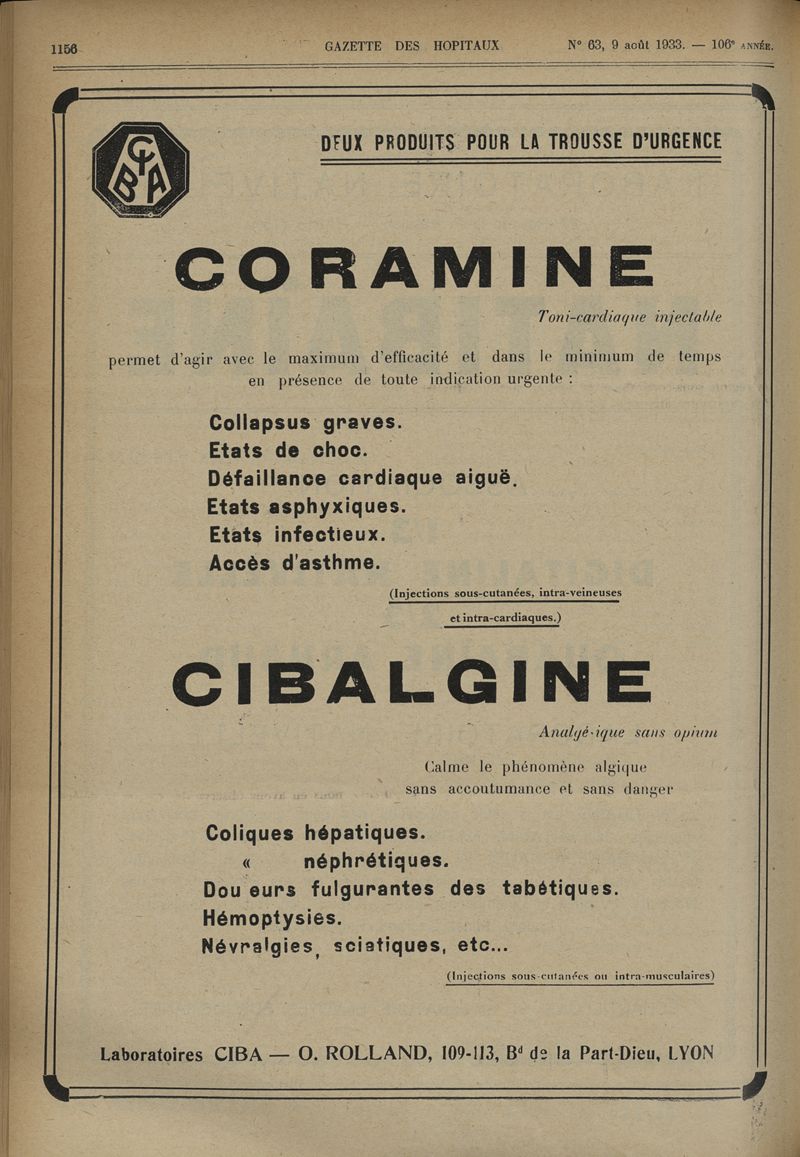 1156
GAZETTE DES HOPITAUX
N° 63, 9 août 1933. — 106e ANNÉE.
CIBA
DEUX PRODUITS POUR LA TROUSSE D'URGENCE
CORAMINE
Toni-cardiaque injectable
permet d'agir avec le maximum d'efficacité et dans le minimum de temps
en présence de toute indication urgente :
Collapsus graves.
Etats de choc.
Défaillance cardiaque aiguë.
Etats asphyxiques.
Etats infectieux.
Accès d'asthme.
(Injections sous-cutanées, intra-veineuses
et intra-cardiaques.)
CIBALGINE
Analgésique sans opium
Calme le phénomène algique
sans accoutumance et sans danger
Coliques hépatiques.
« néphrétiques.
Dou eurs fulgurantes des tabétiques.
Hémoptysies.
Névralgies, sciatiques, etc...
(Injections sous-cutanées ou intra-musculaires)
Laboratoires CIBA — O. ROLLAND, 109-113, Bd de la Part-Dieu, LYON